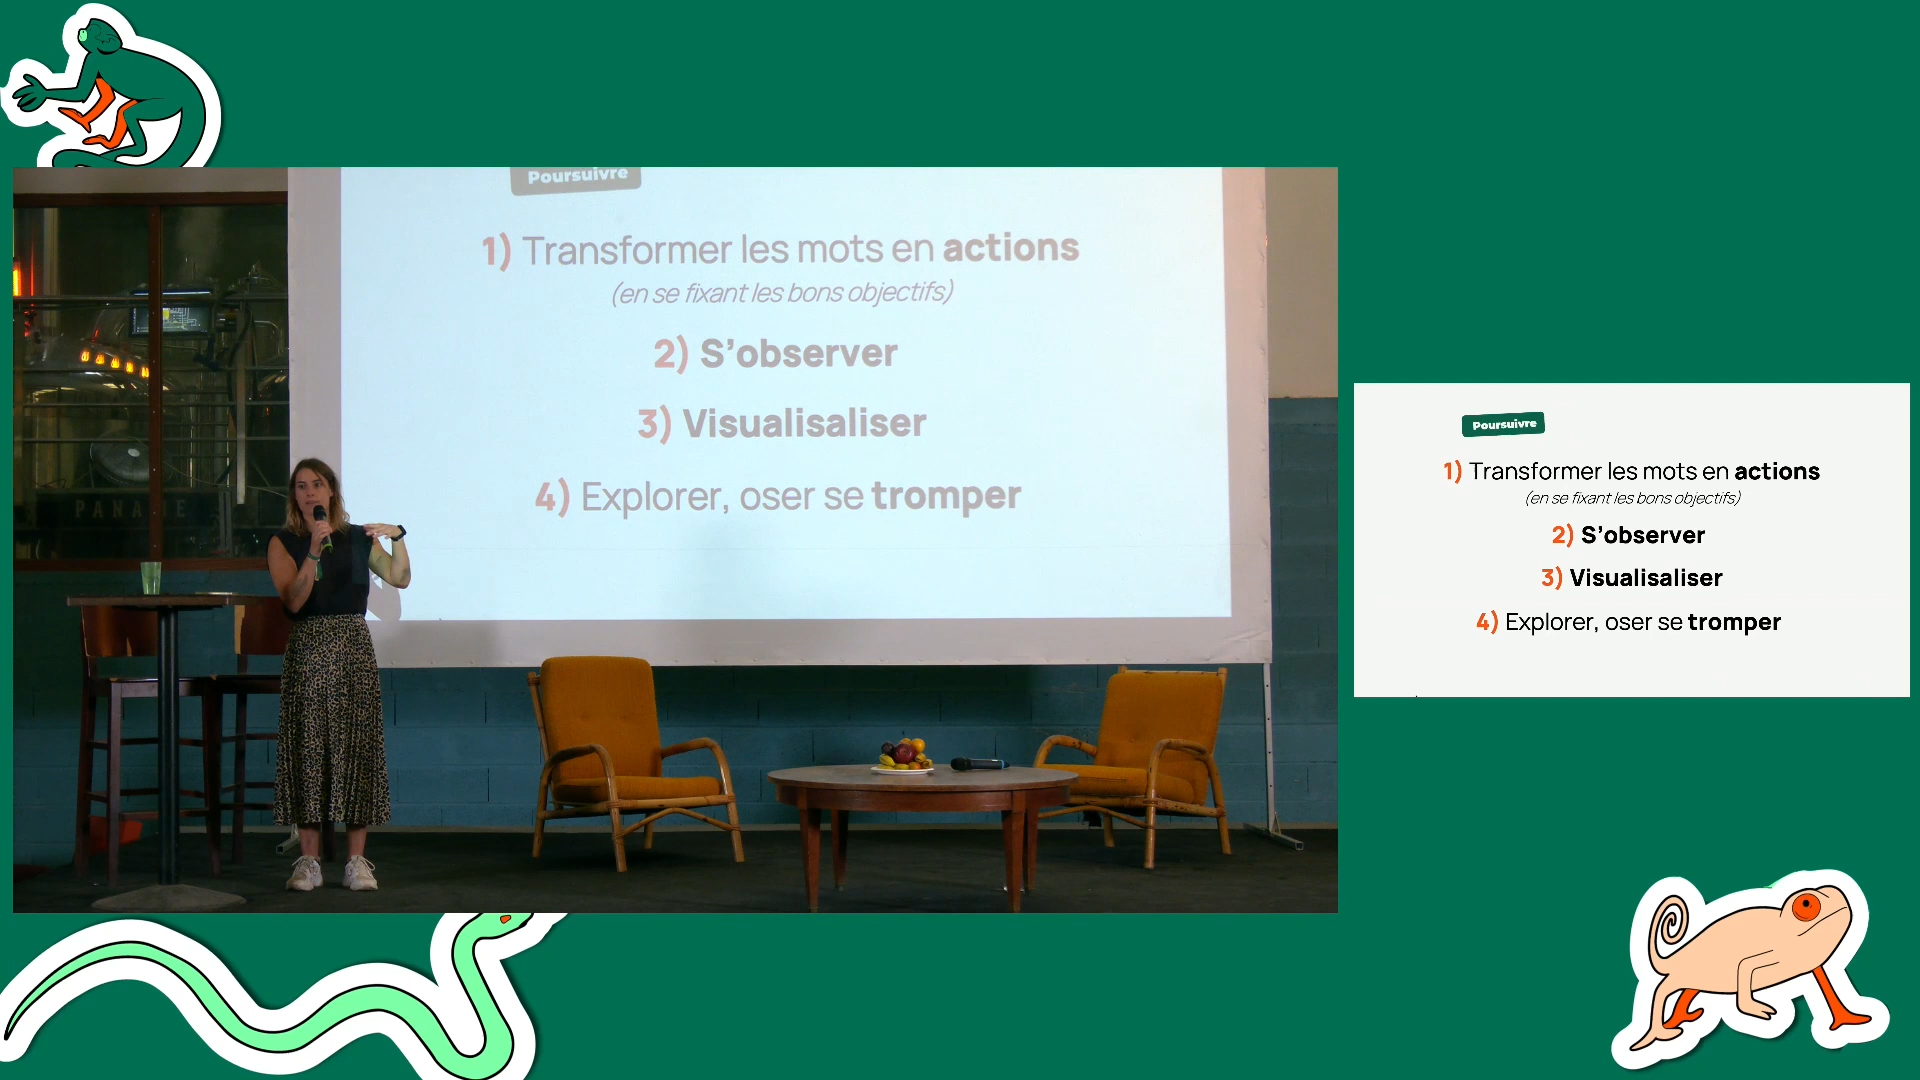 Poursuivre
1) Transformer les mots en actions
(en se fixant les bons objectifs)
2) S'observer
3) Visualisaliser
4) Explorer, oser se tromper
PANAME
Poursuivre
1) Transformer les mots en actions
(en se fixant les bons objectifs)
2) S'observer
3) Visualisaliser
4) Explorer, oser se tromper